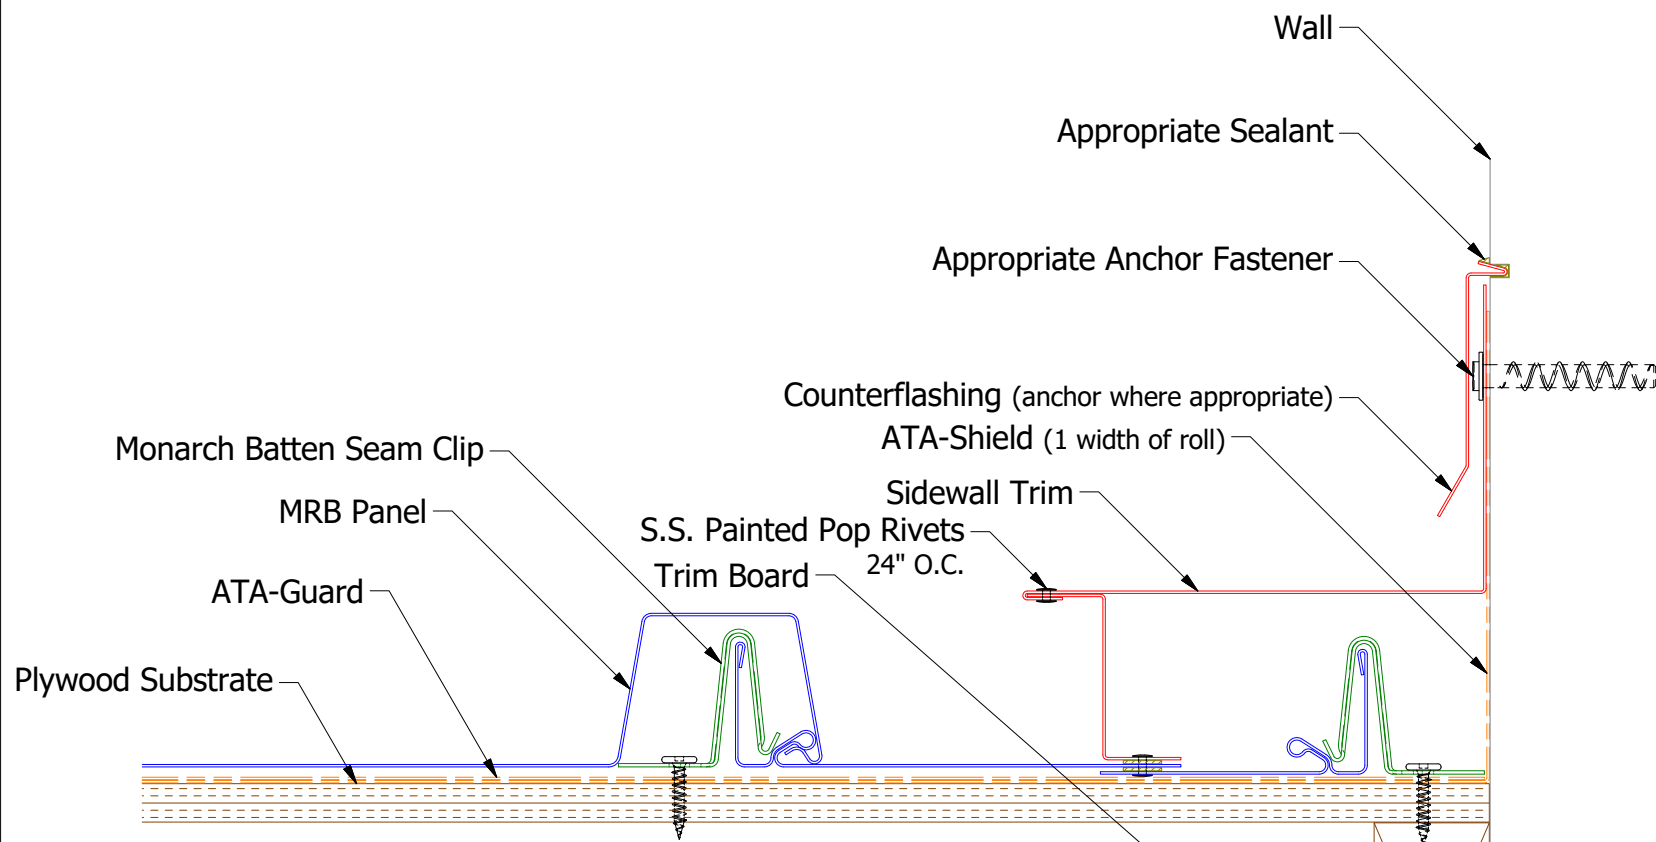 Wall
Appropriate Sealant
Appropriate Anchor Fastener
Counterflashing (anchor where appropriate)
ATA-Shield (1 width of roll)
Monarch Batten Seam Clip
Sidewall Trim
MRB Panel
S.S. Painted Pop Rivets
24" O.C.
Trim Board
ATA-Guard
Plywood Substrate